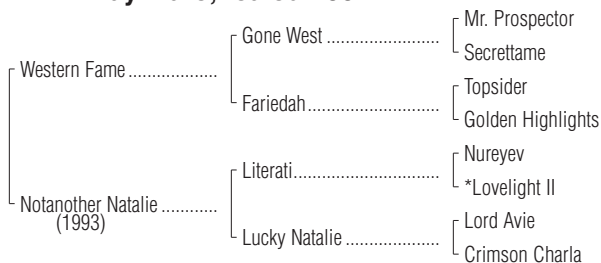 Mr. Prospector
Gone West ........................
Secrettame
Western Fame ..................
Topsider
Fariedah............................
Golden Highlights
Nureyev
Literati...............................
*Lovelight II
Notanother Natalie ...........
(1993)
Lord Avie
Lucky Natalie ...................
Crimson Charla